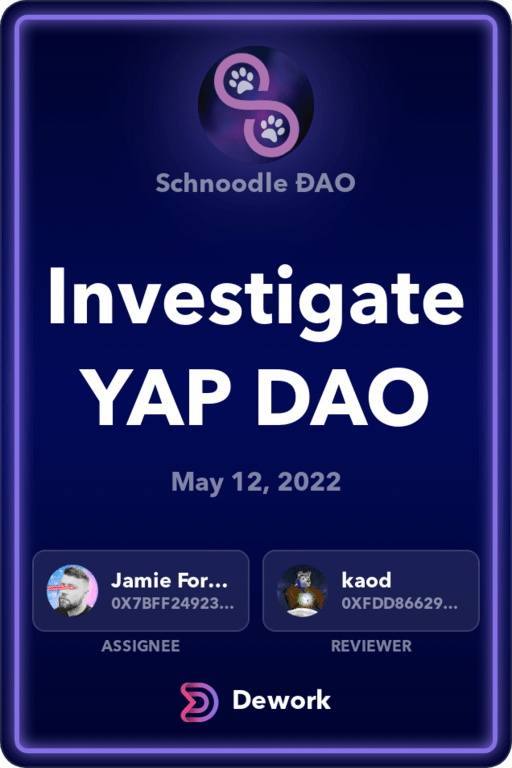 Schnoodle ĐAO
Investigate
YAP DAO
May 12, 2022
Jamie For...
0X7BFF24923...
ASSIGNEE
kaod
0XFDD86629...
REVIEWER
Dework